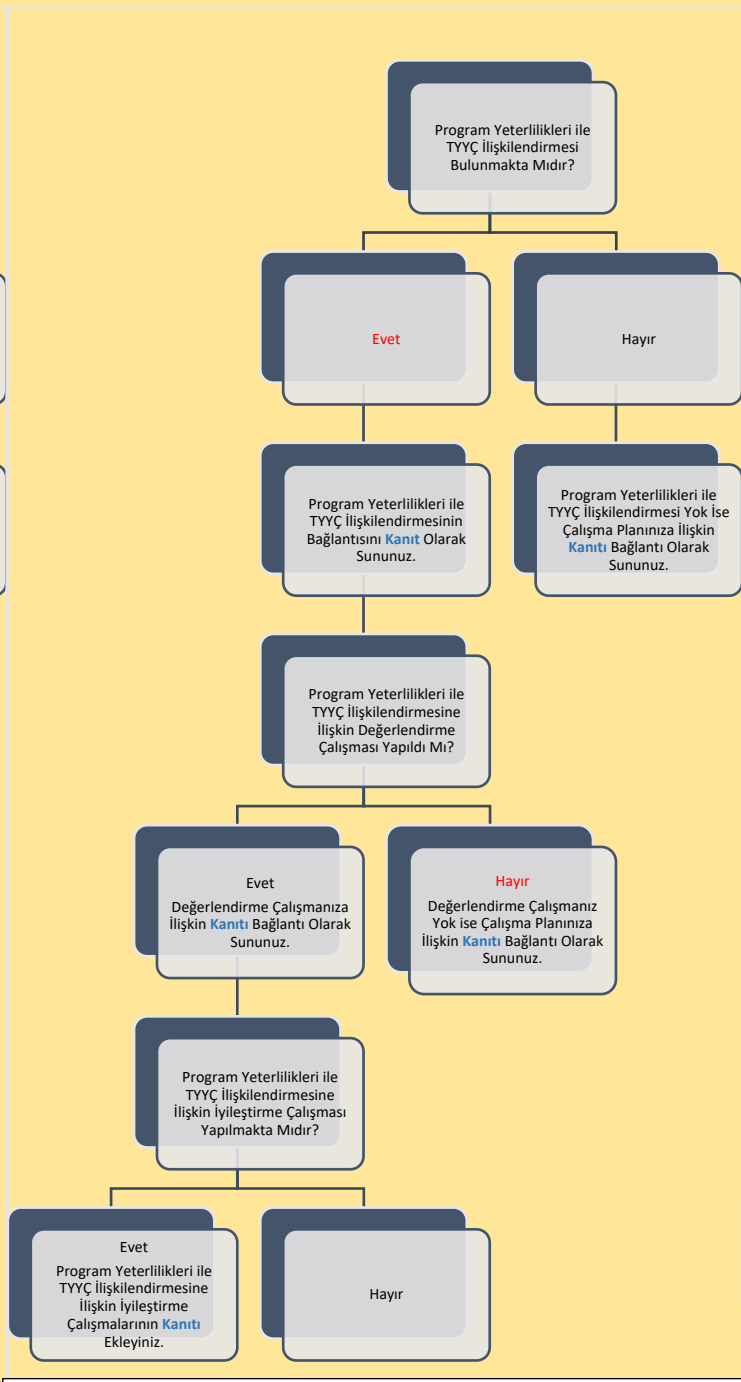 Program Yeterlilikleri ile
TYYÇ İlişkilendirmesi
Bulunmakta Mıdır?
Evet
Hayır
Program Yeterlilikleri ile
TYYÇ İlişkilendirmesinin
Bağlantısını Kanıt Olarak
Sununuz.
Program Yeterlilikleri ile
TYYÇ İlişkilendirmesi Yok İse
Çalışma Planınıza İlişkin
Kanıtı Bağlantı Olarak
Sununuz.
Program Yeterlilikleri ile
TYYÇ İlişkilendirmesine
İlişkin Değerlendirme
Çalışması Yapıldı Mı?
Evet
Değerlendirme Çalışmanıza
İlişkin Kanıtı Bağlantı Olarak
Sununuz.
Hayır
Değerlendirme Çalışmanız
Yok ise Çalışma Planınıza
İlişkin Kanıtı Bağlantı Olarak
Sununuz.
Program Yeterlilikleri ile
TYYÇ İlişkilendirmesine
İlişkin İyileştirme Çalışması
Yapılmakta Mıdır?
Evet
Program Yeterlilikleri ile
TYYÇ İlişkilendirmesine
İlişkin İyileştirme
Çalışmalarının Kanıtı
Ekleyiniz.
Hayır